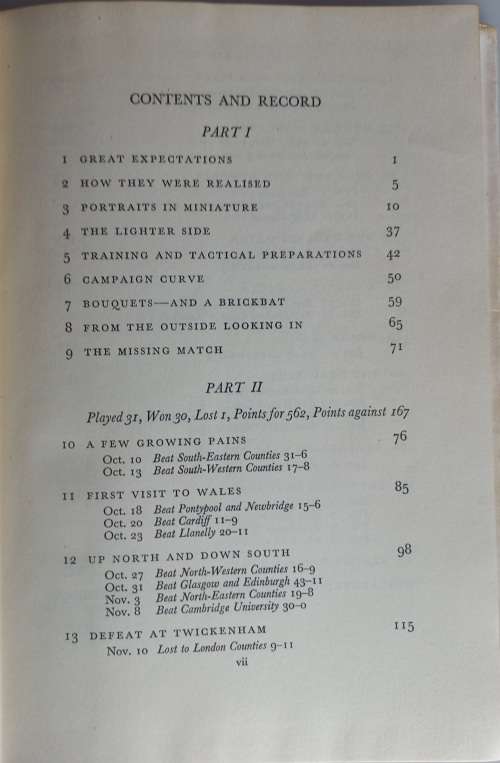 CONTENTS AND RECORD
PART I
1 GREAT EXPECTATIONS 1
2 HOW THEY WERE REALISED 5
3 PORTRAITS IN MINIATURE 10
4 THE LIGHTER SIDE 37
5 TRAINING AND TACTICAL PREPARATIONS 42
6 CAMPAIGN CURVE 50
7 BOUQUETS—AND A BRICKBAT 59
8 FROM THE OUTSIDE LOOKING IN 65
9 THE MISSING MATCH 71
PART II
Played 31, Won 30, Lost 1, Points for 562, Points against 167
10 A FEW GROWING PAINS 76
Oct. 10 Beat South-Eastern Counties 31–6
Oct. 13 Beat South-Western Counties 17–8
11 FIRST VISIT TO WALES 85
Oct. 18 Beat Pontypool and Newbridge 15–6
Oct. 20 Beat Cardiff 11–9
Oct. 23 Beat Llanelly 20–11
12 UP NORTH AND DOWN SOUTH 98
Oct. 27 Beat North-Western Counties 16–9
Oct. 31 Beat Glasgow and Edinburgh 43–11
Nov. 3 Beat North-Eastern Counties 19–8
Nov. 8 Beat Cambridge University 30–0
13 DEFEAT AT TWICKENHAM 115
Nov. 10 Lost to London Counties 9–11
vii